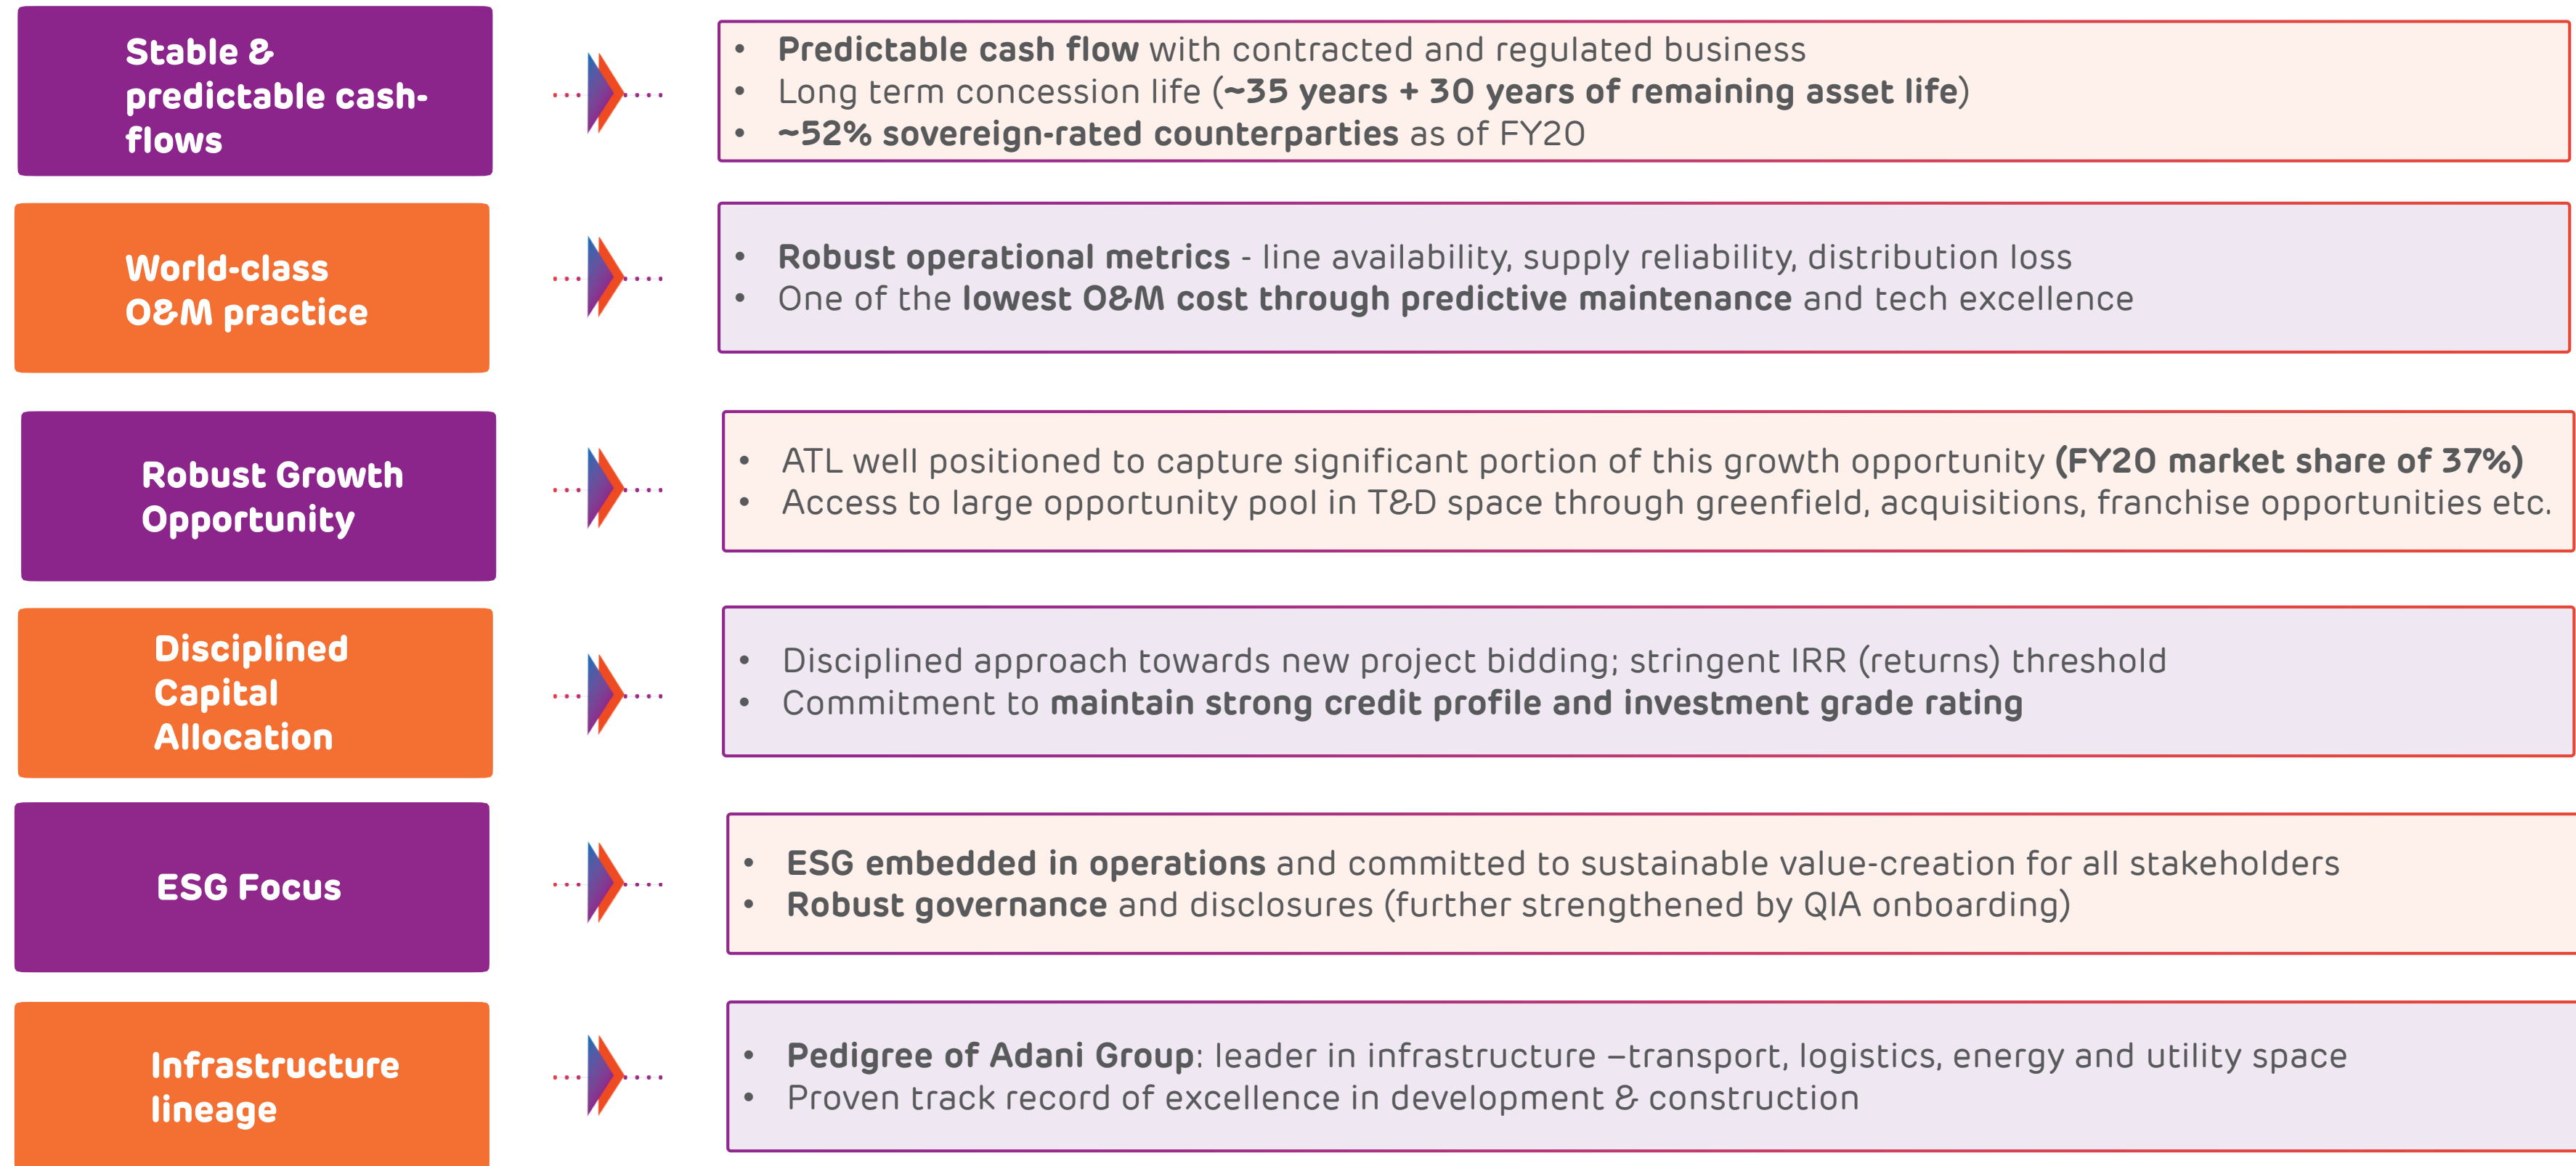 Stable &
predictable cash-
flows
• Predictable cash flow with contracted and regulated business
• Long term concession life (~35 years + 30 years of remaining asset life)
• ~52% sovereign-rated counterparties as of FY20
World-class
O&M practice
• Robust operational metrics - line availability, supply reliability, distribution loss
• One of the lowest O&M cost through predictive maintenance and tech excellence
Robust Growth
Opportunity
• ATL well positioned to capture significant portion of this growth opportunity (FY20 market share of 37%)
• Access to large opportunity pool in T&D space through greenfield, acquisitions, franchise opportunities etc.
Disciplined
Capital
Allocation
• Disciplined approach towards new project bidding; stringent IRR (returns) threshold
• Commitment to maintain strong credit profile and investment grade rating
ESG Focus
• ESG embedded in operations and committed to sustainable value-creation for all stakeholders
• Robust governance and disclosures (further strengthened by QIA onboarding)
Infrastructure
lineage
• Pedigree of Adani Group: leader in infrastructure –transport, logistics, energy and utility space
• Proven track record of excellence in development & construction